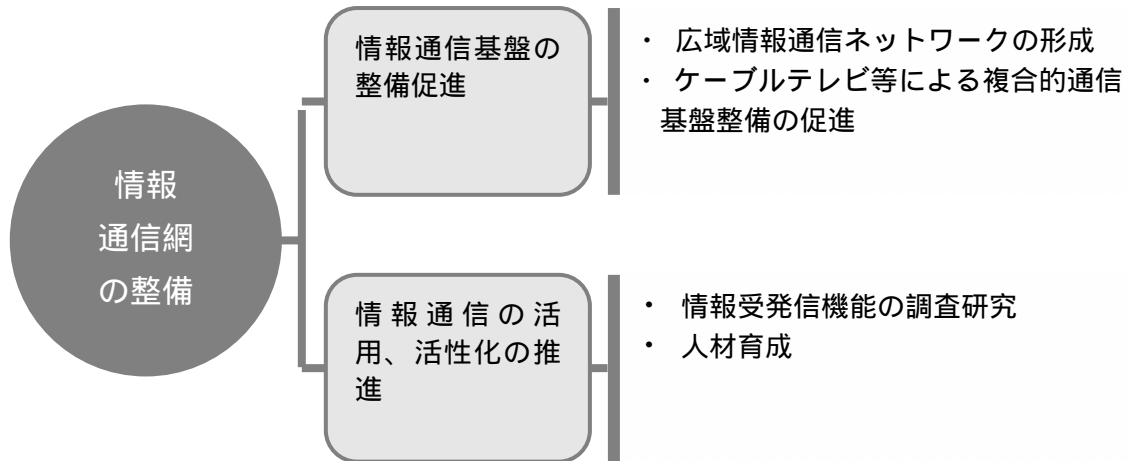 情報
通信網
の整備
情報通信基盤の
整備促進
・ 広域情報通信ネットワークの形成
・ ケーブルテレビ等による複合的通信
基盤整備の促進
情報通信の活
用、活性化の推
進
・ 情報受発信機能の調査研究
・ 人材育成